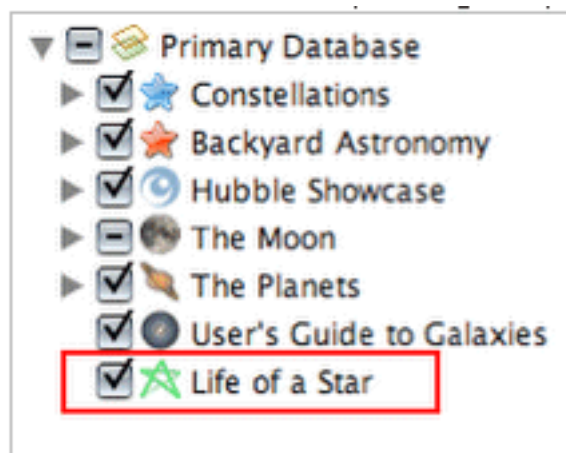 Primary Database
Constellations
Backyard Astronomy
Hubble Showcase
The Moon
The Planets
User's Guide to Galaxies
Life of a Star